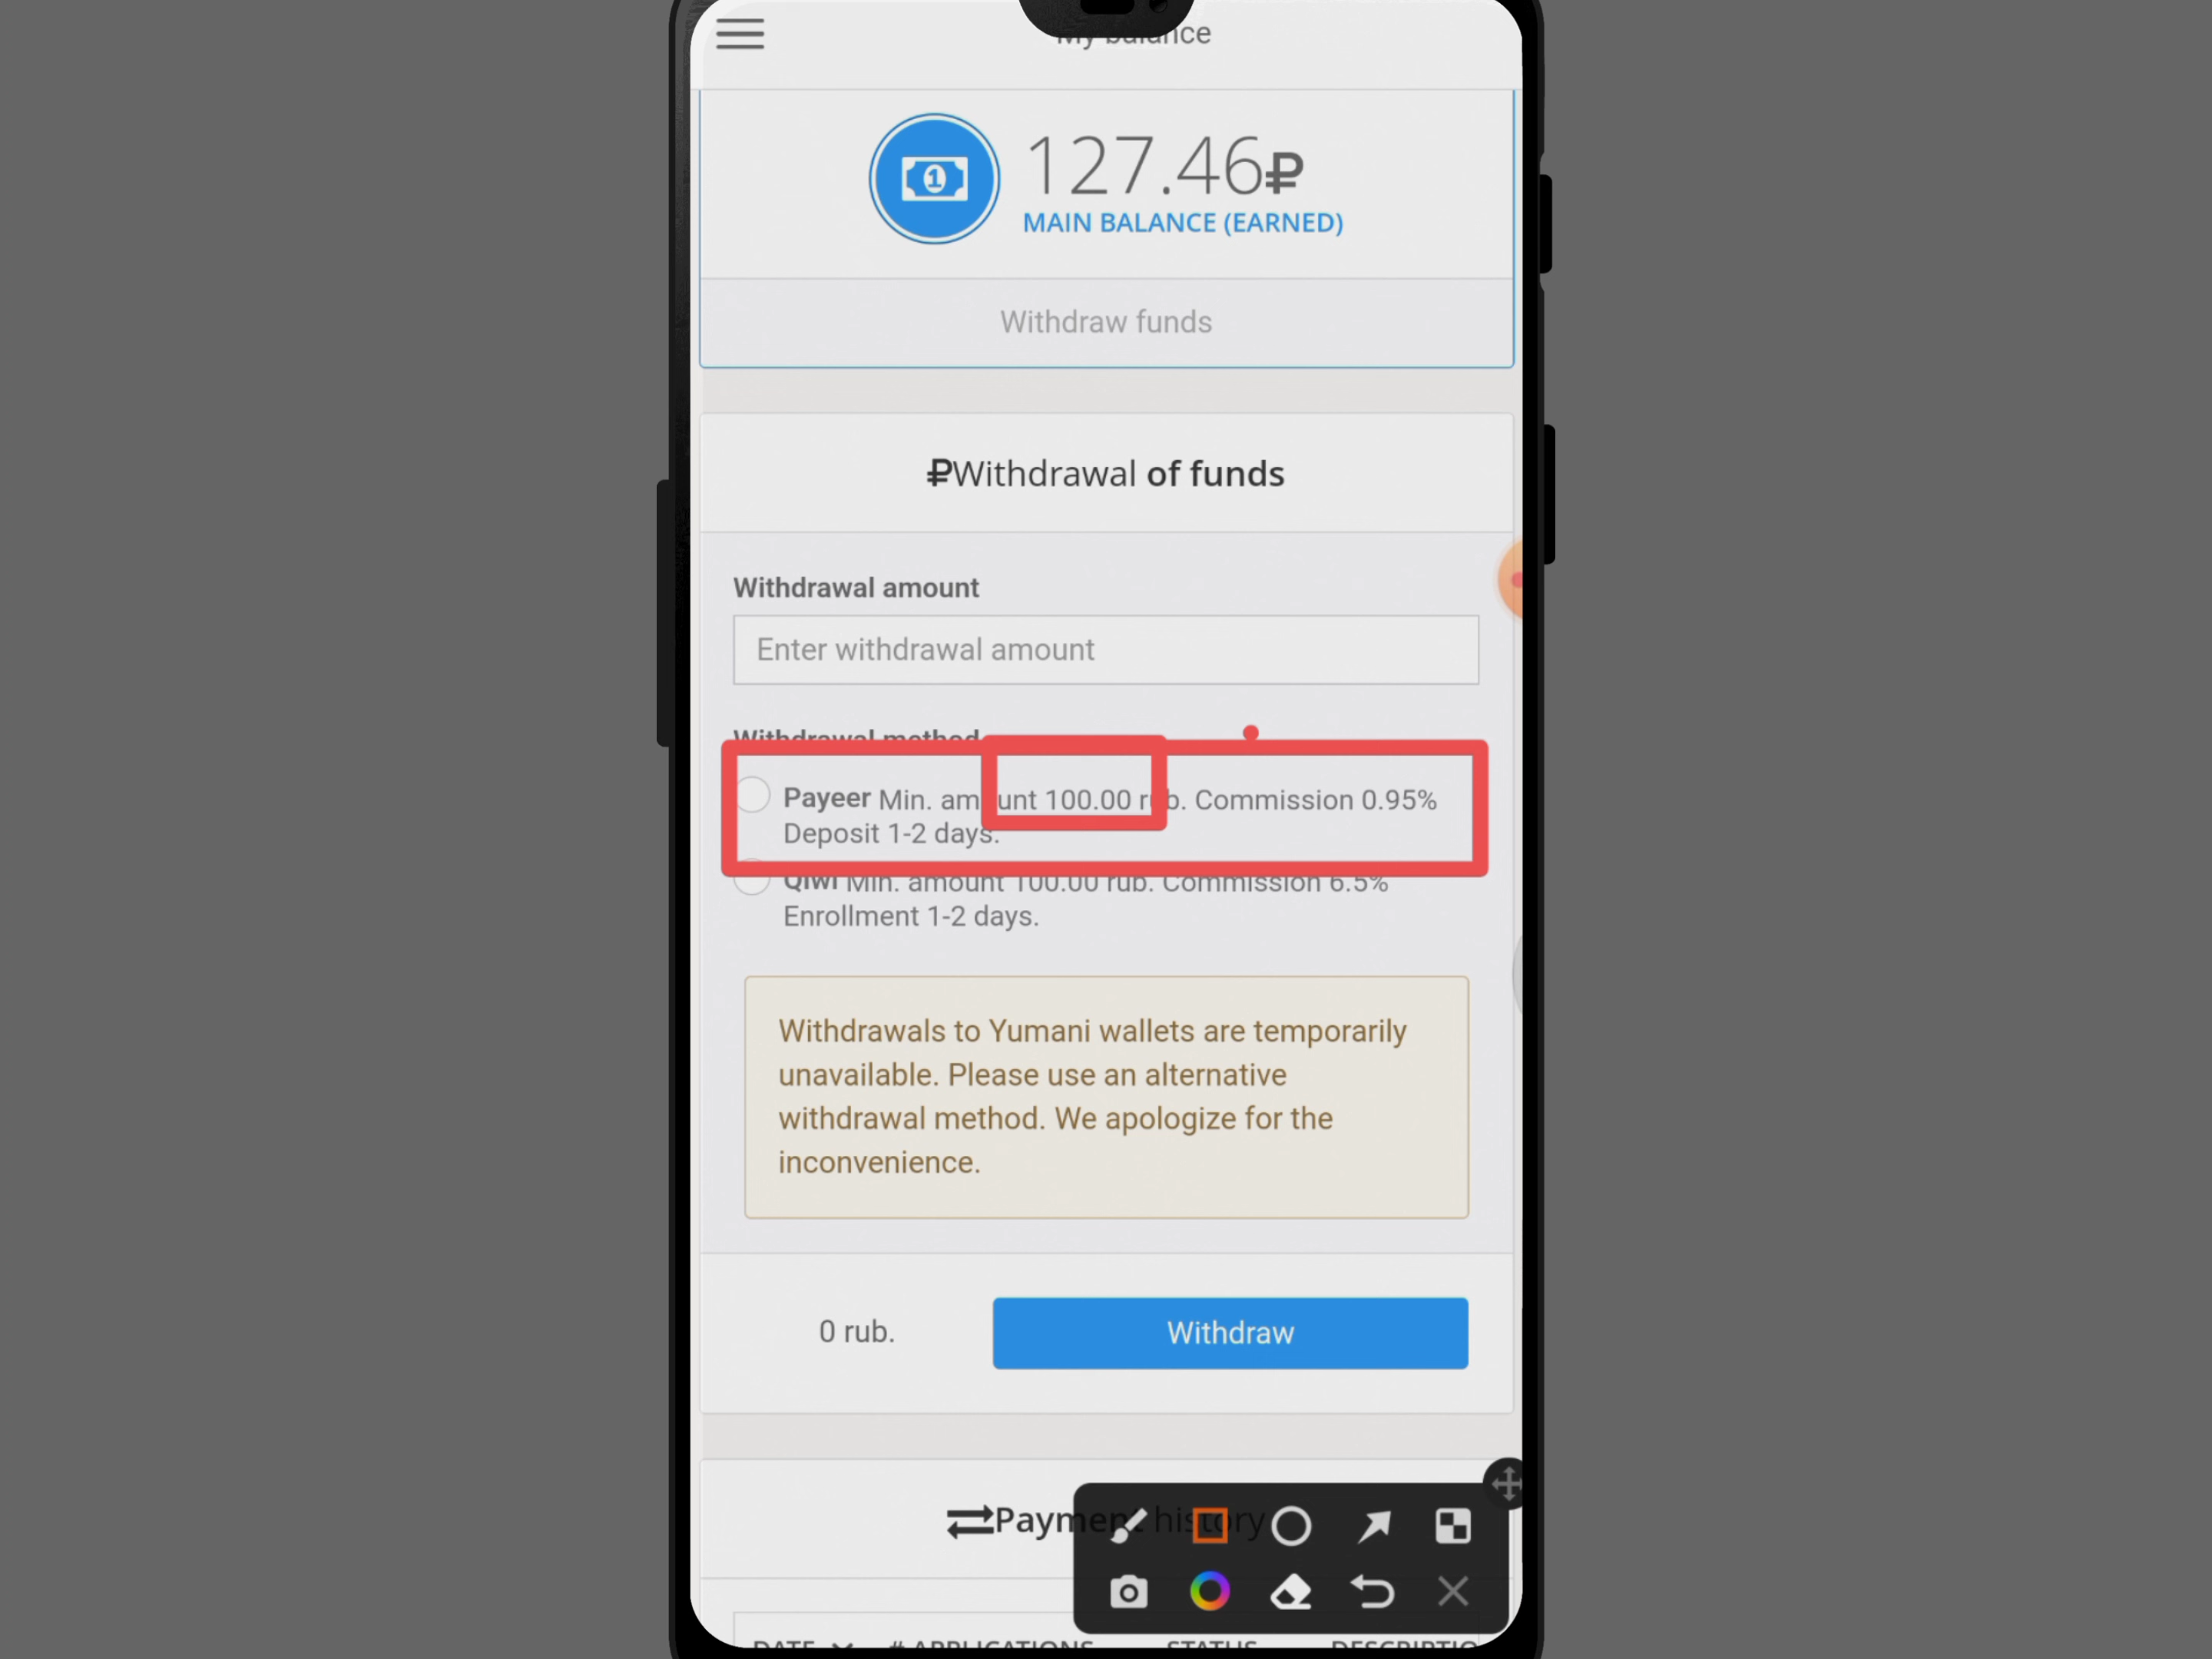 My balance
127.46₽
MAIN BALANCE (EARNED)
Withdraw funds
₽Withdrawal of funds
Withdrawal amount
Enter withdrawal amount
Withdrawal method
Payeer Min. amount 100.00 rub. Commission 0.95%
Deposit 1-2 days.
Qiwi Min. amount 100.00 rub. Commission 6.5%
Enrollment 1-2 days.
Withdrawals to Yumani wallets are temporarily
unavailable. Please use an alternative
withdrawal method. We apologize for the
inconvenience.
0 rub.
Withdraw
Payment history
DATE # APPLICATIONS STATUS DESCRIPTIO